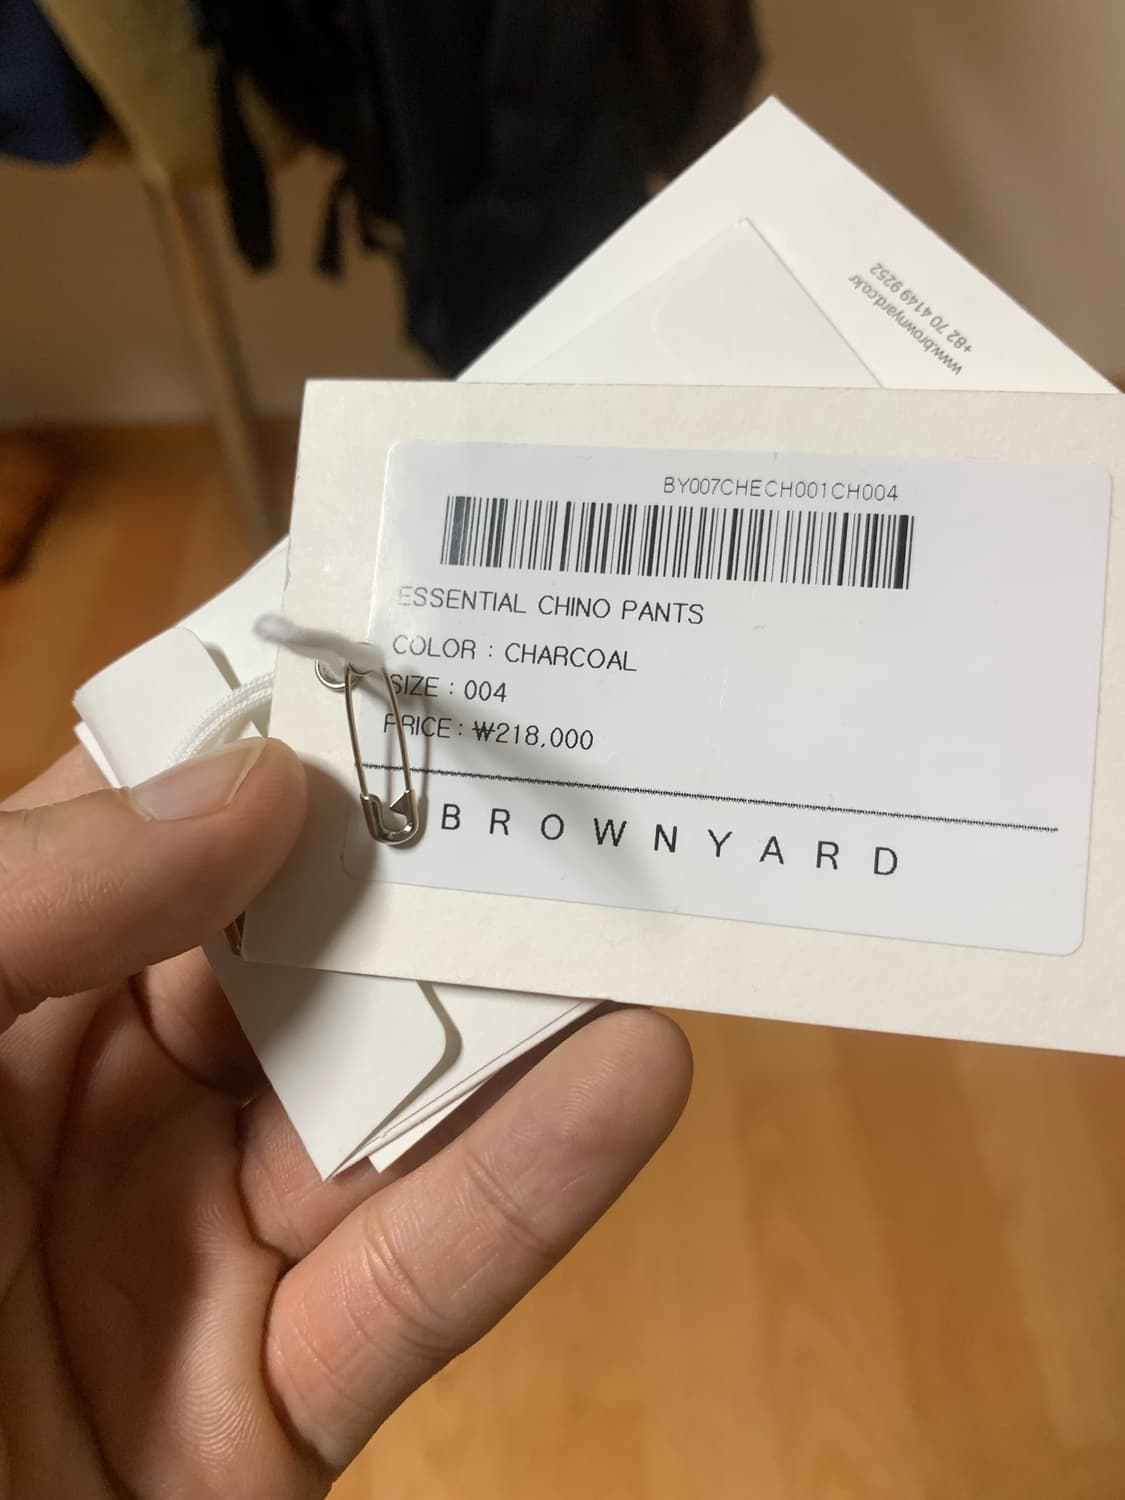 www.brownyard.co.kr
+82 70 4149 9252
BY007CHECH001CH004
ESSENTIAL CHINO PANTS
COLOR : CHARCOAL
SIZE : 004
PRICE : ₩218,000
BROWNYARD